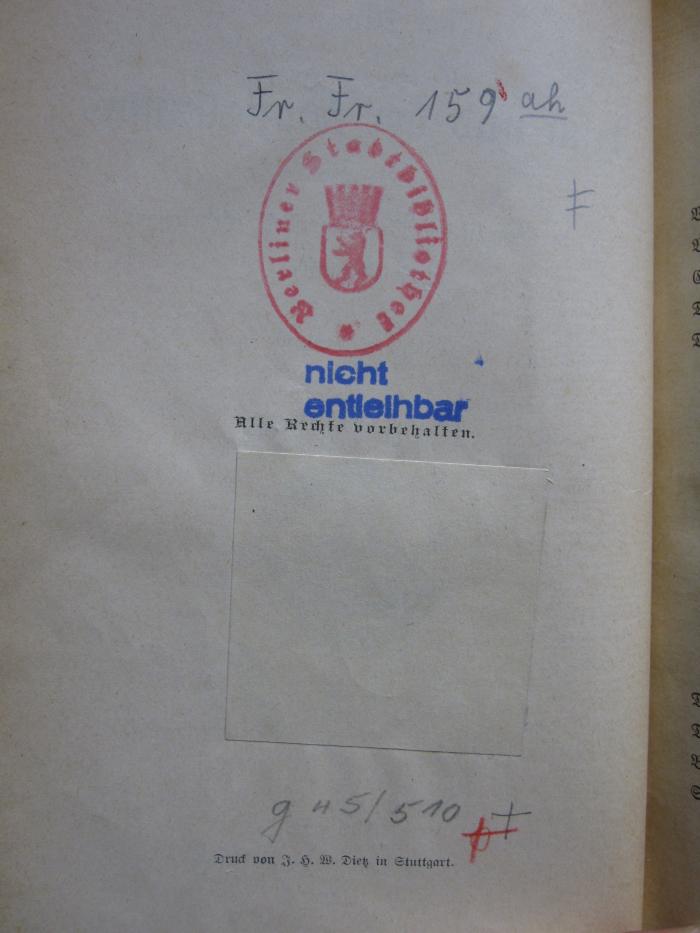 Fr. Fr. 159 ah
Berliner Stadtbibliothek
nicht
entleihbar
Alle Rechte vorbehalten.
g 45/510
Druck von J. H. W. Dietz in Stuttgart.